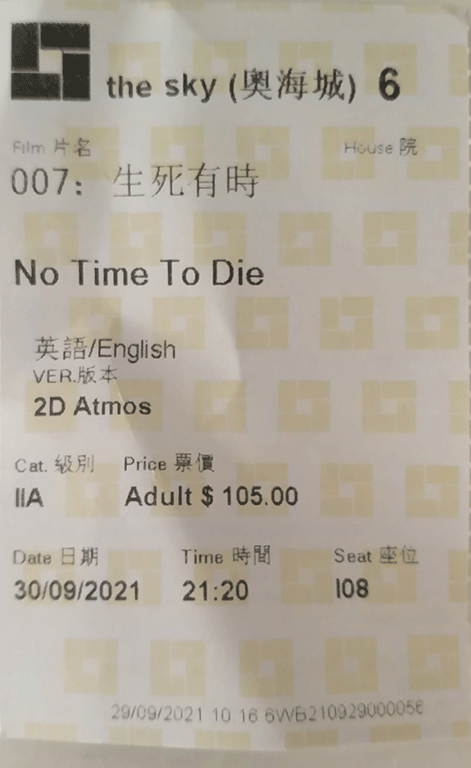 the sky (奧海城) 6
Film 片名 House 院
007: 生死有時
No Time To Die
英語/English
VER.版本
2D Atmos
Cat. 級別 Price 票價
IIA Adult $ 105.00
Date 日期 Time 時間 Seat 座位
30/09/2021 21:20 I08
29/09/2021 10 16 6WB210929000056